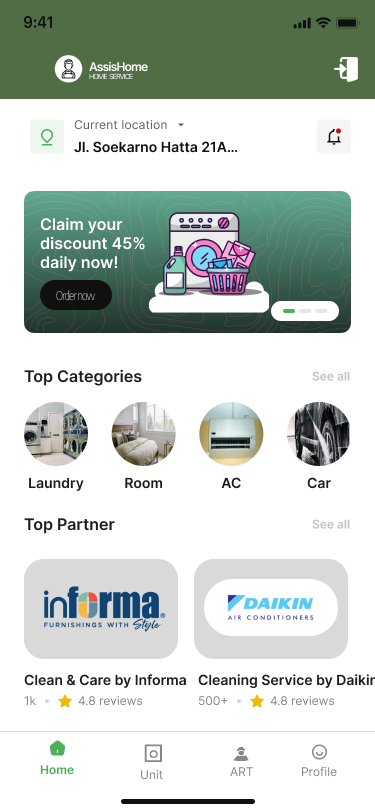 9:41
AssisHome
HOME SERVICE
Current location
Jl. Soekarno Hatta 21A...
Claim your
discount 45%
daily now!
Order now
Top Categories
See all
Laundry
Room
AC
Car
Top Partner
See all
informa
FURNISHINGS WITH Style
DAIKIN
AIR CONDITIONERS
Clean & Care by Informa
Cleaning Service by Daikin
1k • 4.8 reviews
500+ • 4.8 reviews
Home
Unit
ART
Profile